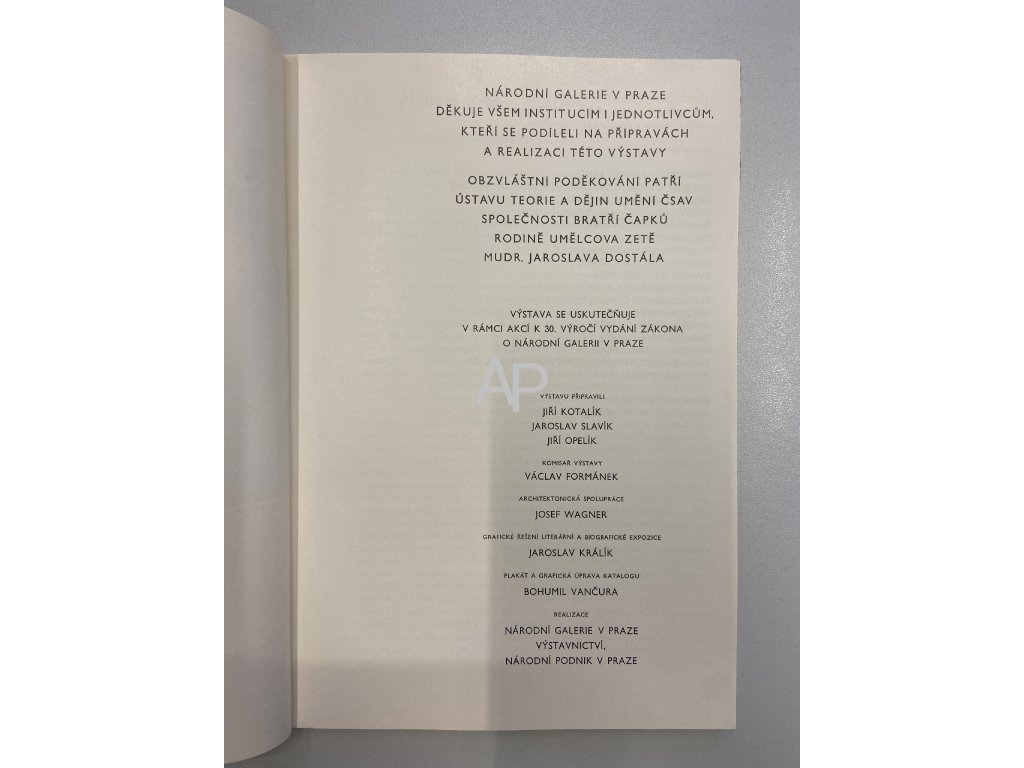 NÁRODNÍ GALERIE V PRAZE
DĚKUJE VŠEM INSTITUCÍM I JEDNOTLIVCŮM,
KTEŘÍ SE PODÍLELI NA PŘÍPRAVÁCH
A REALIZACI TÉTO VÝSTAVY
OBZVLÁŠTNÍ PODĚKOVÁNÍ PATŘÍ
ÚSTAVU TEORIE A DĚJIN UMĚNÍ ČSAV
SPOLEČNOSTI BRATŘÍ ČAPKŮ
RODINĚ UMĚLCOVA ZETĚ
MUDR. JAROSLAVA DOSTÁLA
VÝSTAVA SE USKUTEČŇUJE
V RÁMCI AKCÍ K 30. VÝROČÍ VYDÁNÍ ZÁKONA
O NÁRODNÍ GALERII V PRAZE
AP
VÝSTAVU PŘIPRAVILI
JIŘÍ KOTALÍK
JAROSLAV SLAVÍK
JIŘÍ OPELÍK
KOMISAŘ VÝSTAVY
VÁCLAV FORMÁNEK
ARCHITEKTONICKÁ SPOLUPRÁCE
JOSEF WAGNER
GRAFICKÉ ŘEŠENÍ LITERÁRNÍ A BIOGRAFICKÉ EXPOZICE
JAROSLAV KRÁLÍK
PLAKÁT A GRAFICKÁ ÚPRAVA KATALOGU
BOHUMIL VANČURA
REALIZACE
NÁRODNÍ GALERIE V PRAZE
VÝSTAVNICTVÍ,
NÁRODNÍ PODNIK V PRAZE